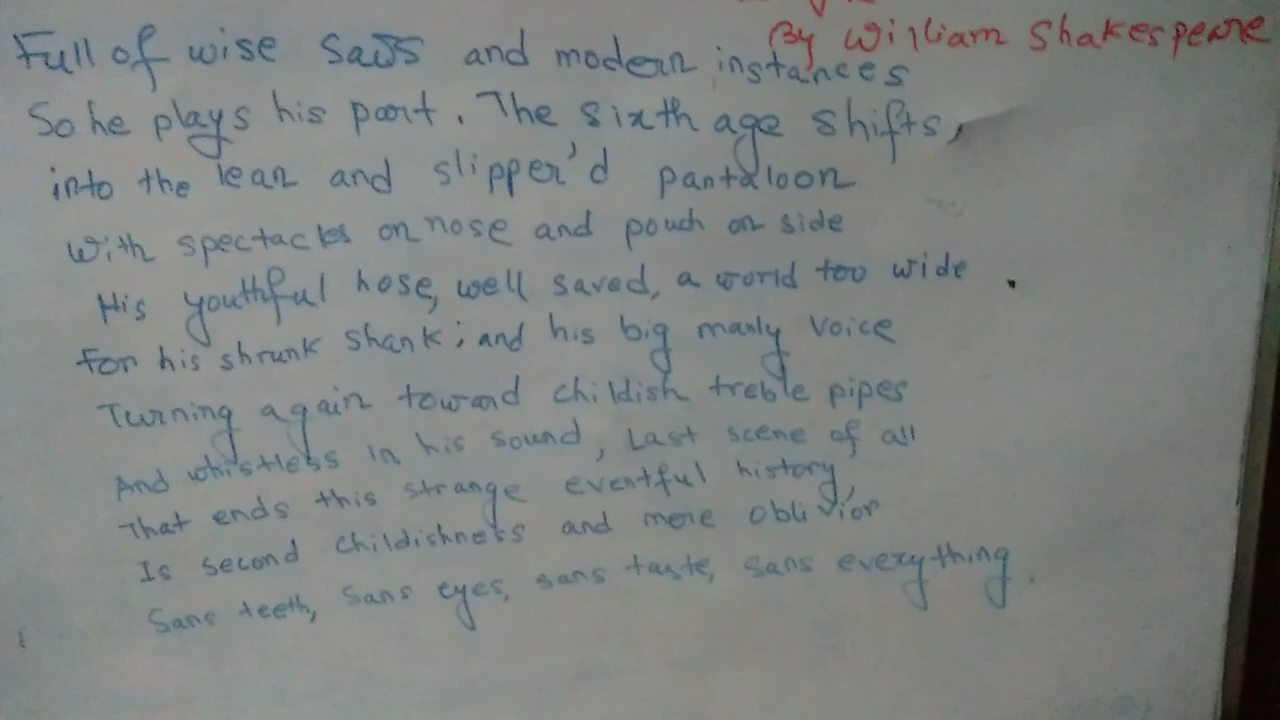 By William Shakespeare
Full of wise saws and modern instances
So he plays his part. The sixth age shifts,
into the lean and slipper'd pantaloon
With spectacles on nose and pouch on side
His youthful hose, well saved, a world too wide
For his shrunk shank; and his big manly voice
Turning again toward childish treble pipes
And whistless in his sound, Last scene of all
That ends this strange eventful history,
Is second childishness and mere oblivion
Sans teeth, sans eyes, sans taste, sans everything.